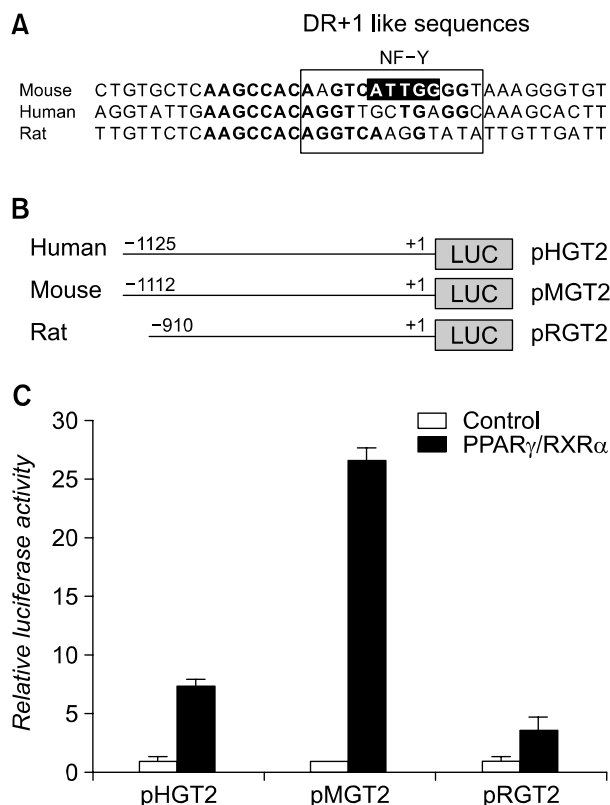 A
DR+1 like sequences
NF−Y
Mouse CTGTGCTCAAGCCACAAAGTCATTGGGGTAAAGGGTGT
Human AGGTATTGAAGCCACAGGTTGCTGAGGCAAAGCACTT
Rat TTGTTCTCAAGCCACAGGTCAAGGTATATTGTTGATT
B
Human −1125 +1 LUC pHGT2
Mouse −1112 +1 LUC pMGT2
Rat −910 +1 LUC pRGT2
C
Relative luciferase activity
30
25
20
15
10
5
0
Control
PPARγ/RXRα
pHGT2 pMGT2 pRGT2